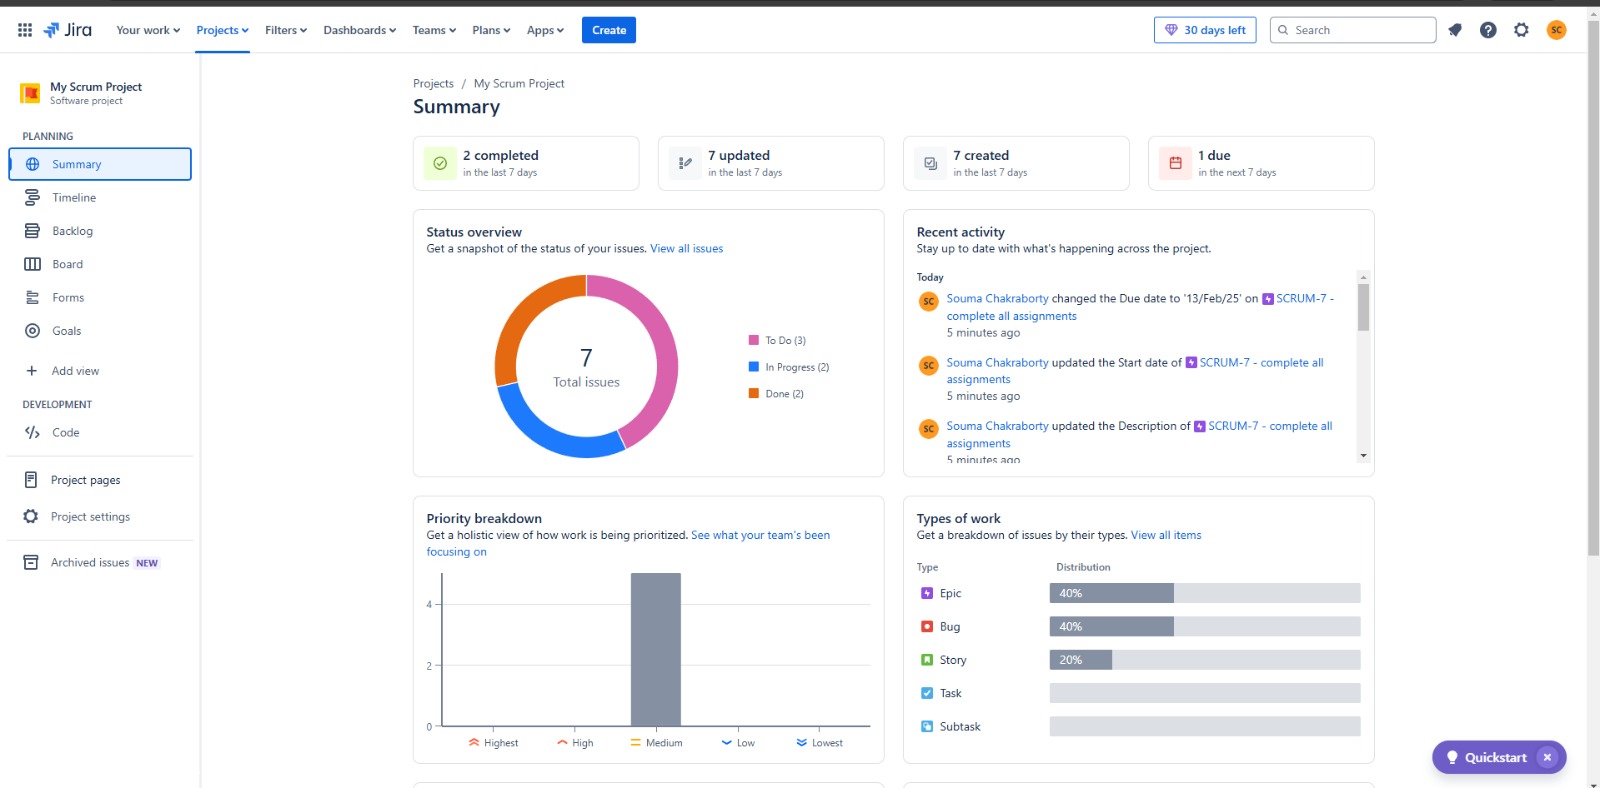 Jira
Your work
Projects
Filters
Dashboards
Teams
Plans
Apps
Create
30 days left
Search
SC
My Scrum Project
Software project
PLANNING
Summary
Timeline
Backlog
Board
Forms
Goals
Add view
DEVELOPMENT
Code
Project pages
Project settings
Archived issues NEW
Projects / My Scrum Project
Summary
2 completed
in the last 7 days
7 updated
in the last 7 days
7 created
in the last 7 days
1 due
in the next 7 days
Status overview
Get a snapshot of the status of your issues. View all issues
7
Total issues
To Do (3)
In Progress (2)
Done (2)
Recent activity
Stay up to date with what's happening across the project.
Today
SC
Souma Chakraborty changed the Due date to '13/Feb/25' on SCRUM-7 -
complete all assignments
5 minutes ago
SC
Souma Chakraborty updated the Start date of SCRUM-7 - complete all
assignments
5 minutes ago
SC
Souma Chakraborty updated the Description of SCRUM-7 - complete all
assignments
5 minutes ago
Priority breakdown
Get a holistic view of how work is being prioritized. See what your team's been
focusing on
4
2
0
Highest
High
Medium
Low
Lowest
Types of work
Get a breakdown of issues by their types. View all items
Type
Distribution
Epic
40%
Bug
40%
Story
20%
Task
Subtask
Quickstart